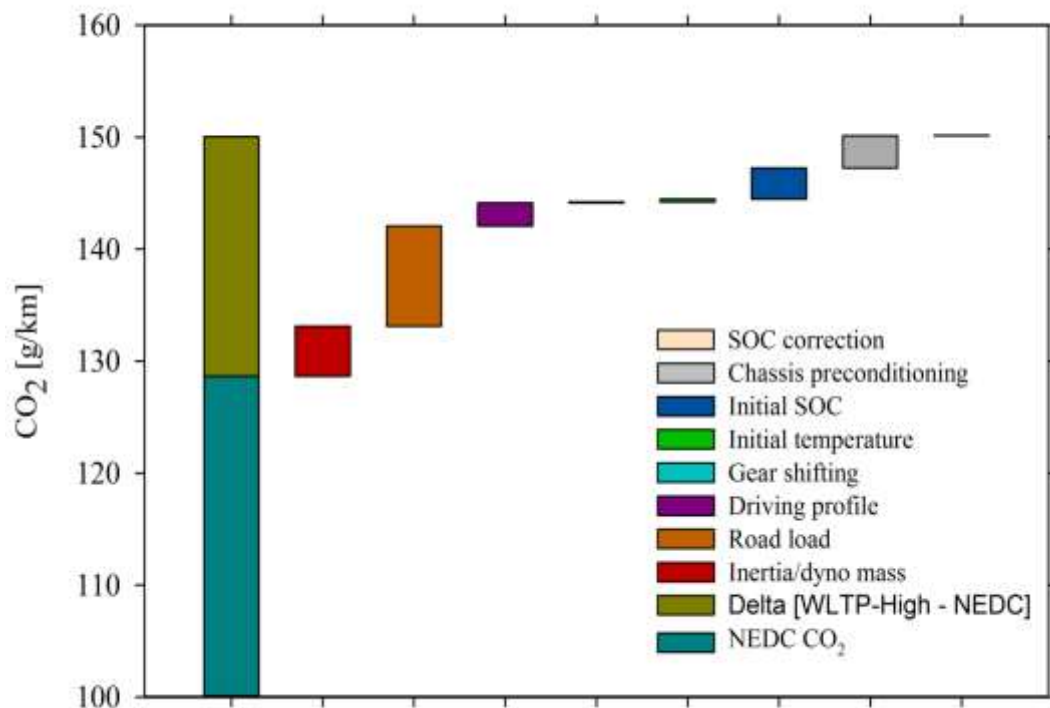 160
150
140
130
120
110
100
CO2 [g/km]
SOC correction
Chassis preconditioning
Initial SOC
Initial temperature
Gear shifting
Driving profile
Road load
Inertia/dyno mass
Delta [WLTP-High - NEDC]
NEDC CO2